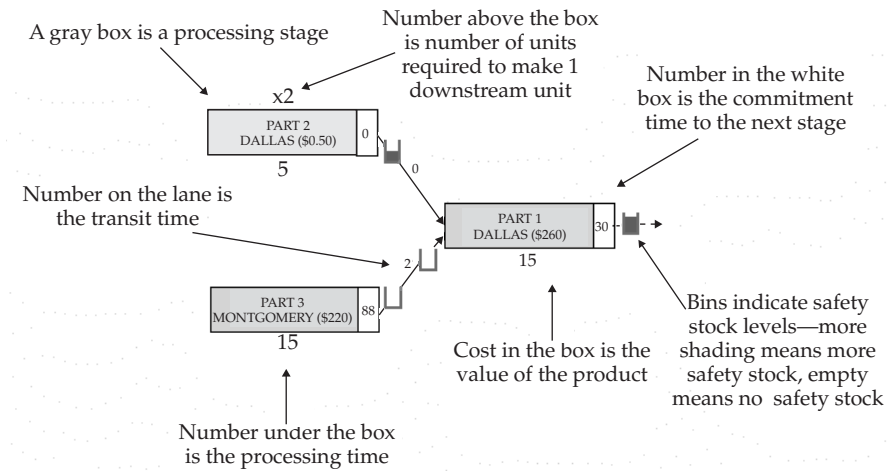 A gray box is a processing stage
Number above the box
is number of units
required to make 1
downstream unit
Number in the white
box is the commitment
time to the next stage
x2
PART 2
DALLAS ($0.50)
0
5
0
Number on the lane is
the transit time
PART 1
DALLAS ($260)
30
15
2
PART 3
MONTGOMERY ($220)
88
15
Cost in the box is the
value of the product
Bins indicate safety
stock levels—more
shading means more
safety stock, empty
means no safety stock
Number under the box
is the processing time